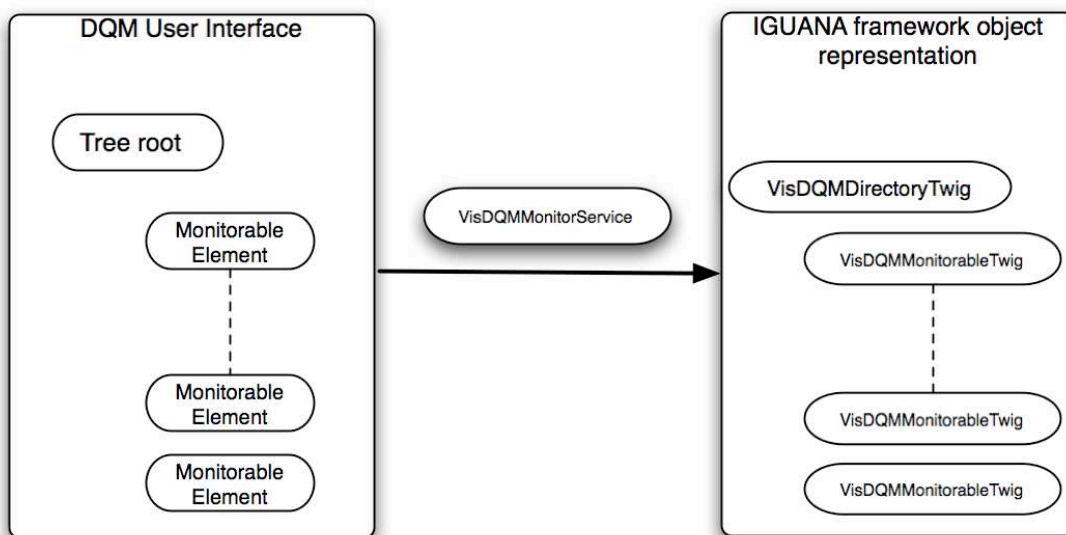 DQM User Interface
Tree root
Monitorable
Element
Monitorable
Element
Monitorable
Element
VisDQMMonitorService
IGUANA framework object
representation
VisDQMDirectoryTwig
VisDQMMonitorableTwig
VisDQMMonitorableTwig
VisDQMMonitorableTwig